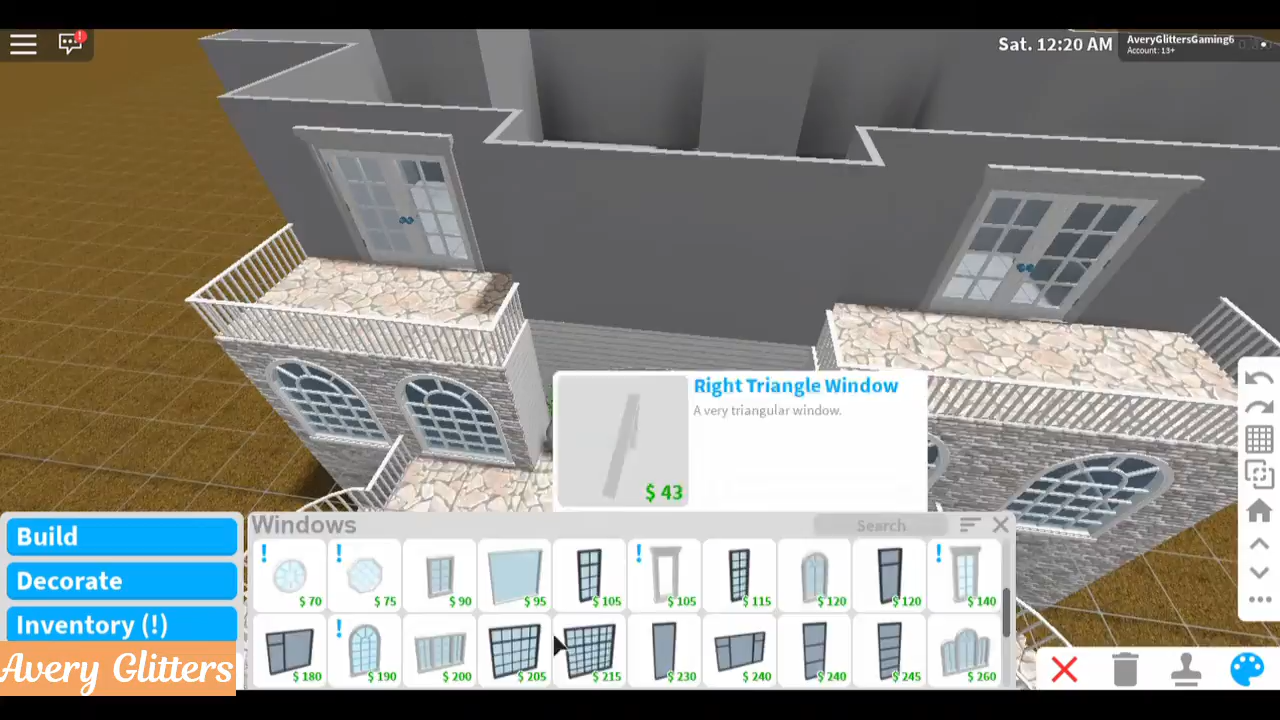 Sat. 12:20 AM
AveryGlittersGaming6
Account: 13+
Right Triangle Window
A very triangular window.
$ 43
Build
Decorate
Inventory (!)
Avery Glitters
Windows
Search
! $ 70
! $ 75
$ 90
$ 95
$ 105
! $ 105
$ 115
$ 120
$ 120
! $ 140
$ 180
! $ 190
$ 200
$ 205
$ 215
$ 230
$ 240
$ 240
$ 245
$ 260